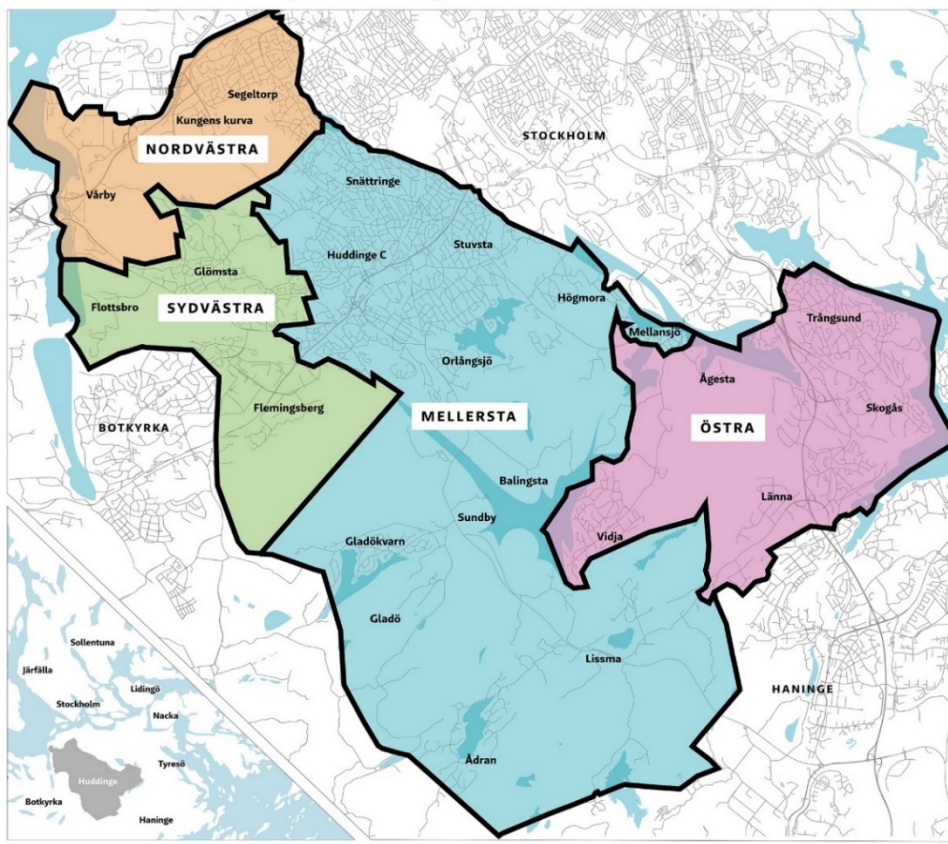 Segeltorp
Kungens kurva
NORDVÄSTRA
STOCKHOLM
Vårby
Snättringe
Stuvsta
Huddinge C
Glömsta
Flottsbro
SYDVÄSTRA
Högmora
Mellansjö
Trångsund
Orlångsjö
Ågesta
Flemingsberg
MELLERSTA
Skogås
BOTKYRKA
ÖSTRA
Balingsta
Länna
Sundby
Vidja
Gladökvarn
Gladö
Lissma
HANINGE
Ådran
Sollentuna
Järfälla
Lidingö
Stockholm
Nacka
Tyresö
Huddinge
Botkyrka
Haninge